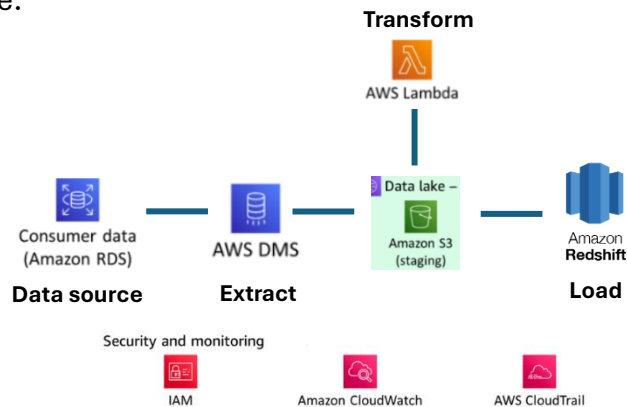 e.
Transform
AWS Lambda
Data lake –
Amazon S3
(staging)
Consumer data
(Amazon RDS)
AWS DMS
Amazon
Redshift
Data source
Extract
Load
Security and monitoring
IAM
Amazon CloudWatch
AWS CloudTrail